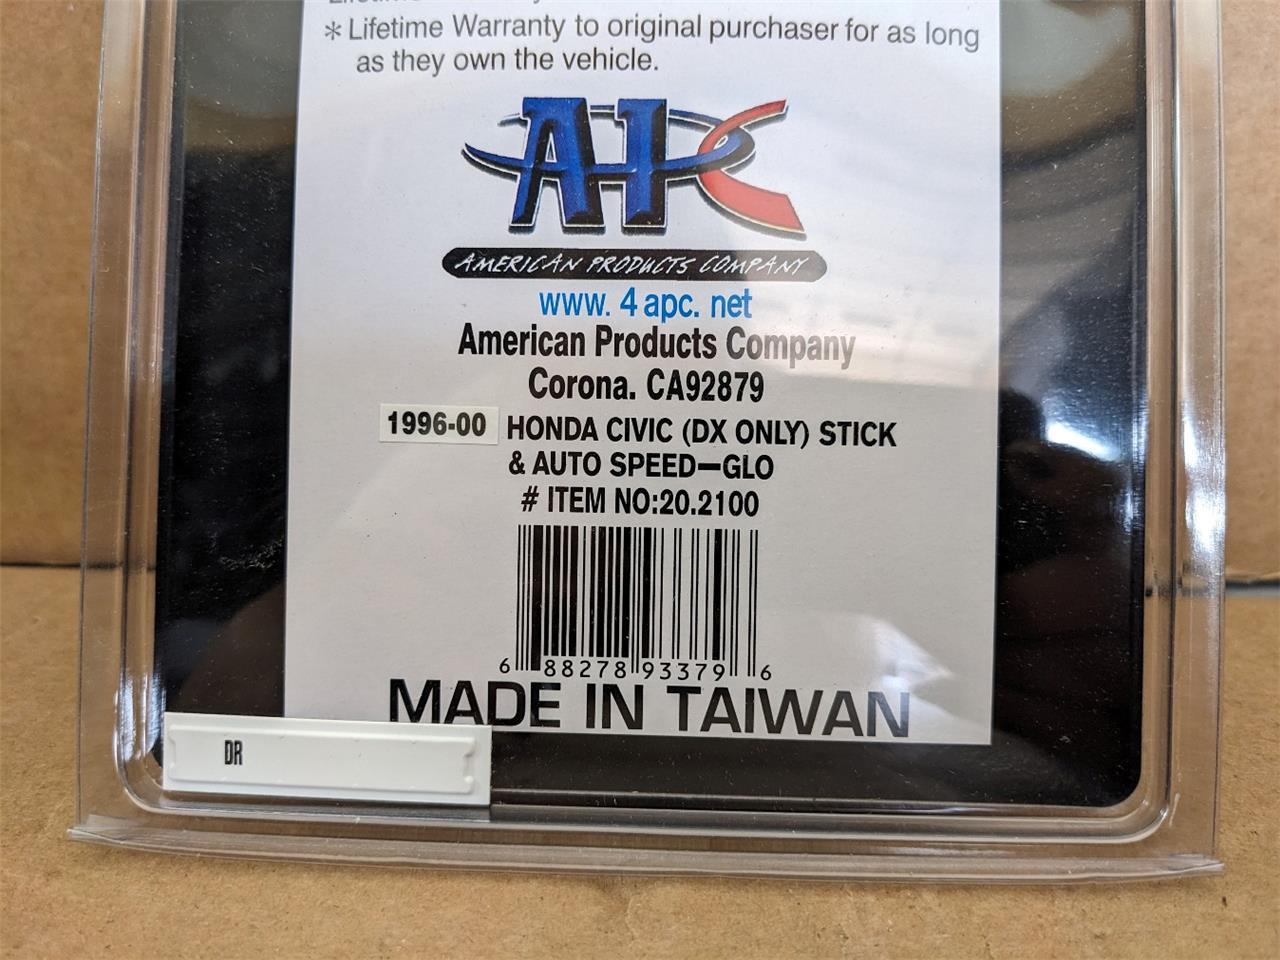 * Lifetime Warranty to original purchaser for as long
as they own the vehicle.
APC
AMERICAN PRODUCTS COMPANY
www. 4apc. net
American Products Company
Corona. CA92879
1996-00 HONDA CIVIC (DX ONLY) STICK
& AUTO SPEED-GLO
# ITEM NO:20.2100
6 88278 93379 6
MADE IN TAIWAN
DR